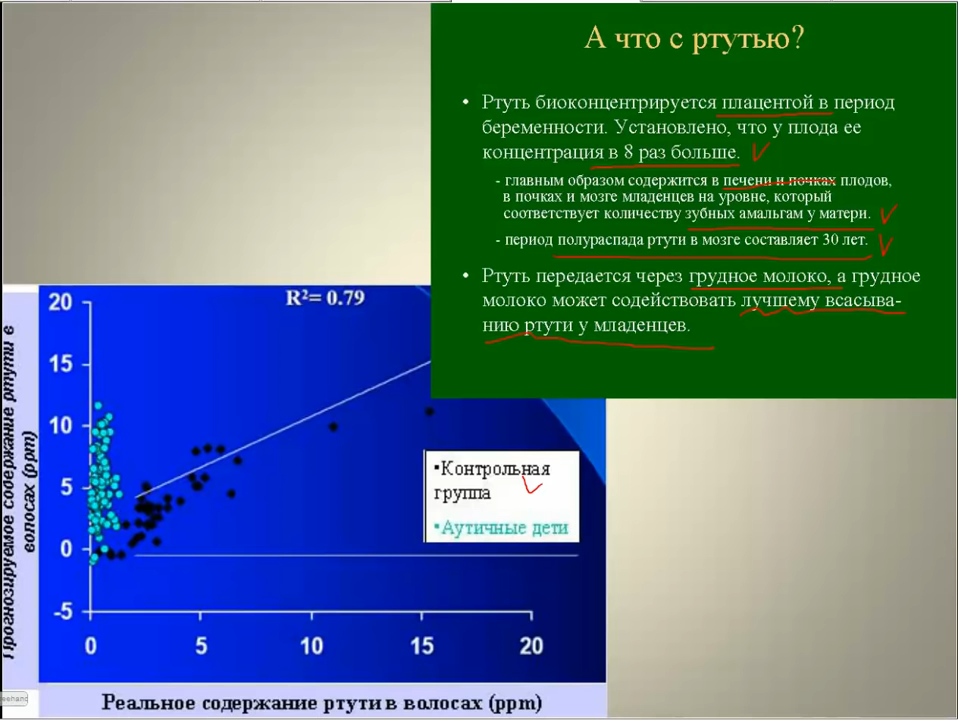 А что с ртутью?
• Ртуть биоконцентрируется плацентой в период
беременности. Установлено, что у плода ее
концентрация в 8 раз больше.
- главным образом содержится в печени и почках плодов,
в почках и мозге младенцев на уровне, который
соответствует количеству зубных амальгам у матери.
- период полураспада ртути в мозге составляет 30 лет.
• Ртуть передается через грудное молоко, а грудное
молоко может содействовать лучшему всасыва-
нию ртути у младенцев.
R²= 0.79
Прогнозируемое содержание ртути в
волосах (ppm)
20
15
10
5
0
-5
0 5 10 15 20
•Контрольная
группа
•Аутичные дети
Реальное содержание ртути в волосах (ppm)